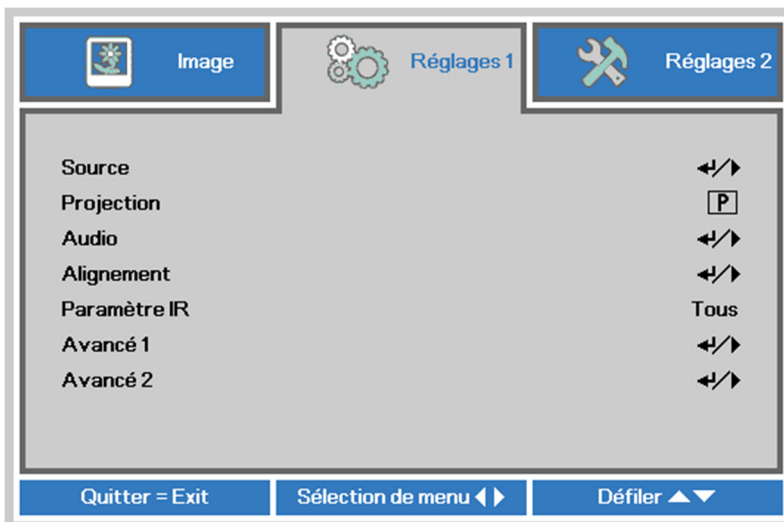 Image Réglages 1 Réglages 2
Source
Projection P
Audio
Alignement
Paramètre IR Tous
Avancé 1
Avancé 2
Quitter = Exit Sélection de menu Défiler